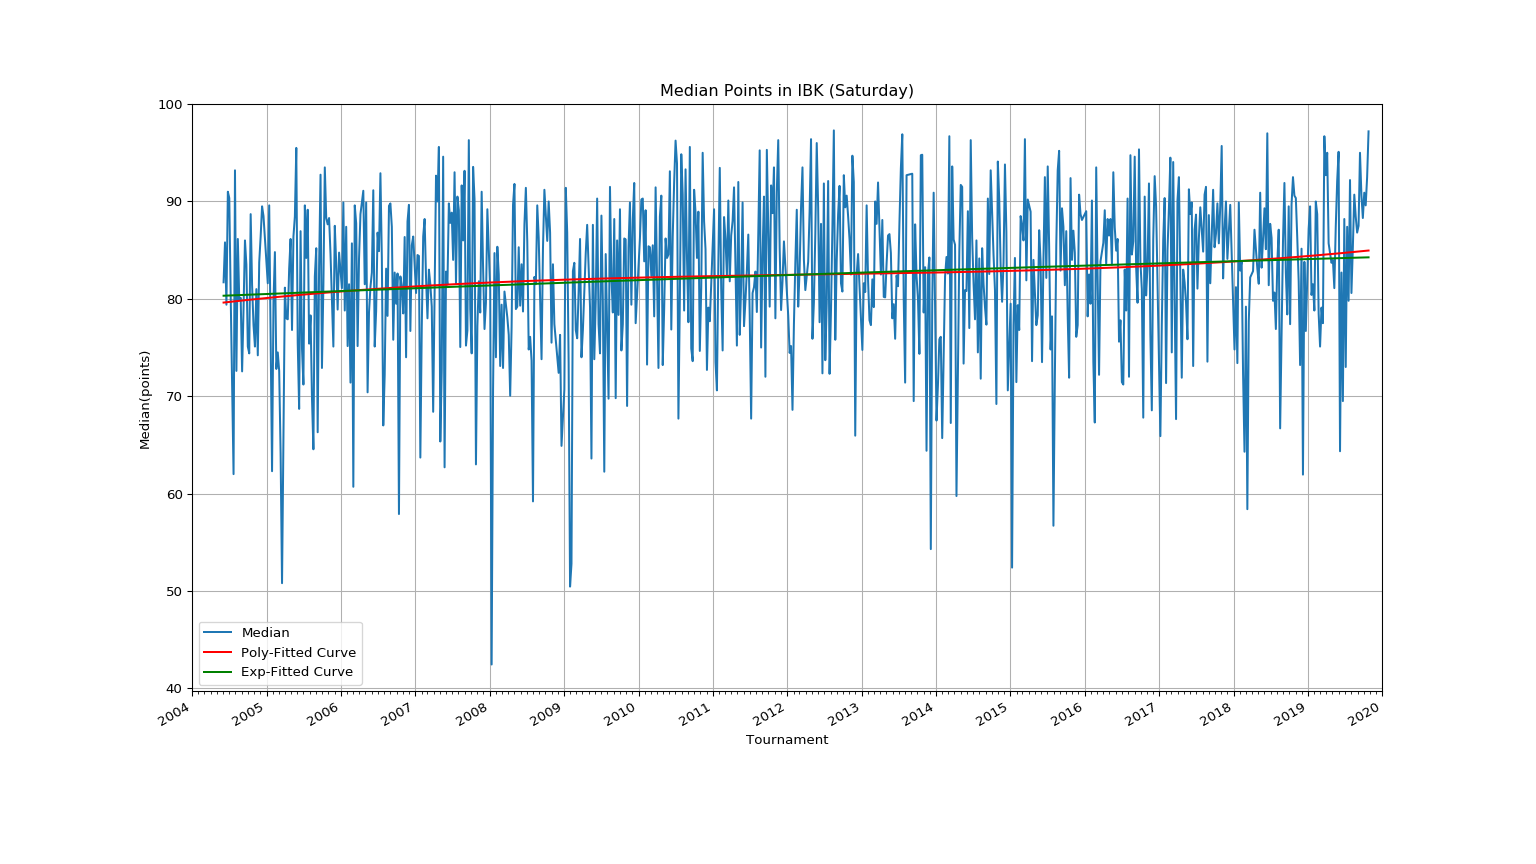 Median Points in IBK (Saturday)
100
90
80
70
60
50
40
Median(points)
Median
Poly-Fitted Curve
Exp-Fitted Curve
2004 2005 2006 2007 2008 2009 2010 2011 2012 2013 2014 2015 2016 2017 2018 2019 2020
Tournament